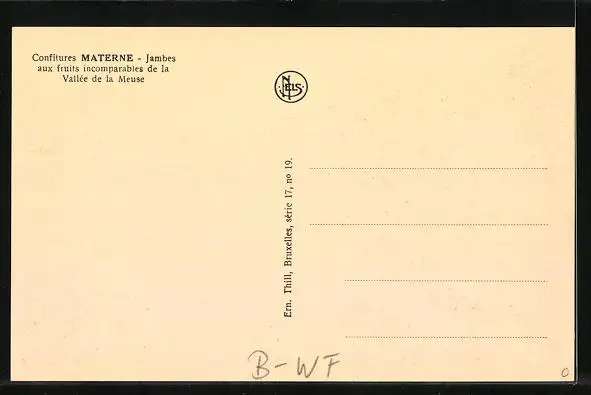 Confitures MATERNE - Jambes
aux fruits incomparables de la
Vallée de la Meuse
NELS
Ern. Thill, Bruxelles, série 17, nº 19.
B-WF
0